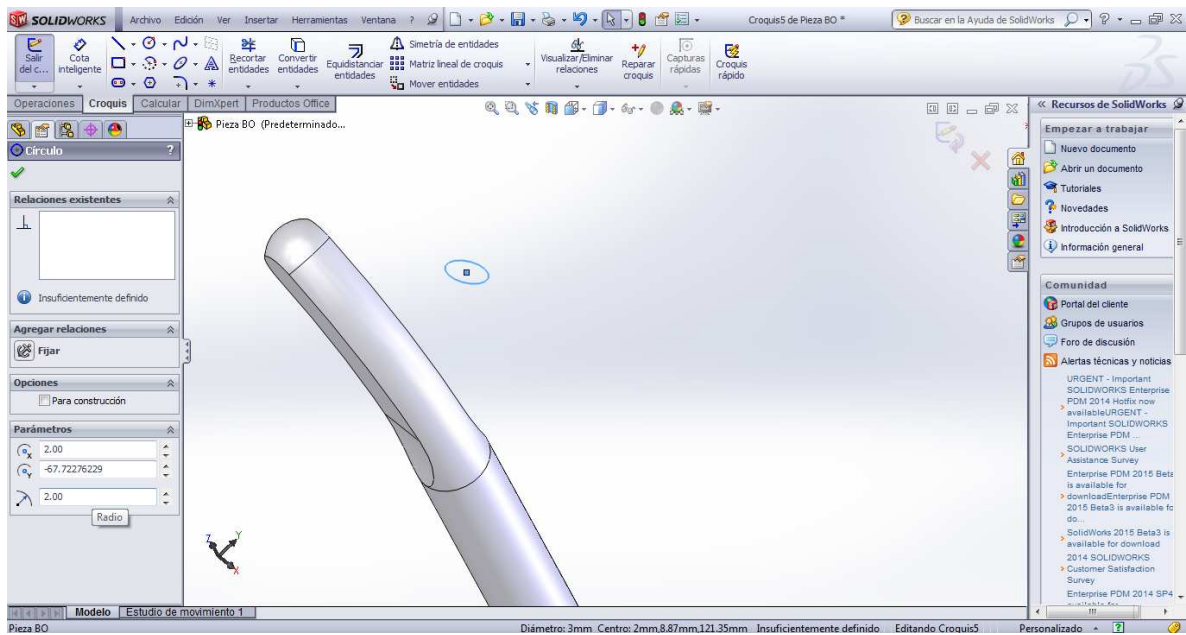 SOLIDWORKS Archivo Edición Ver Insertar Herramientas Ventana ? Croquis5 de Pieza BO * Buscar en la Ayuda de SolidWorks
Salir del c...
Cota inteligente
Recortar entidades
Convertir entidades
Equidistanciar entidades
Simetría de entidades
Matriz lineal de croquis
Mover entidades
Visualizar/Eliminar relaciones
Reparar croquis
Capturas rápidas
Croquis rápido
Operaciones Croquis Calcular DimXpert Productos Office
Círculo ?
Relaciones existentes
Insuficientemente definido
Agregar relaciones
Fijar
Opciones
Para construcción
Parámetros
2.00
-67.72276229
2.00
Radio
Pieza BO (Predeterminado...
Z Y X
Recursos de SolidWorks
Empezar a trabajar
Nuevo documento
Abrir un documento
Tutoriales
Novedades
Introducción a SolidWorks
Información general
Comunidad
Portal del cliente
Grupos de usuarios
Foro de discusión
Alertas técnicas y noticias
URGENT - Important
SOLIDWORKS Enterprise
PDM 2014 Hotfix now
availableURGENT -
Important SOLIDWORKS
Enterprise PDM ...
SOLIDWORKS User
Assistance Survey
Enterprise PDM 2015 Beta
is available for
downloadEnterprise PDM
2015 Beta3 is available fo
do...
SolidWorks 2015 Beta3 is
available for download
2014 SOLIDWORKS
Customer Satisfaction
Survey
Enterprise PDM 2014 SP4
Modelo Estudio de movimiento 1
Pieza BO Diámetro: 3mm Centro: 2mm,8.87mm,121.35mm Insuficientemente definido Editando Croquis5 Personalizado